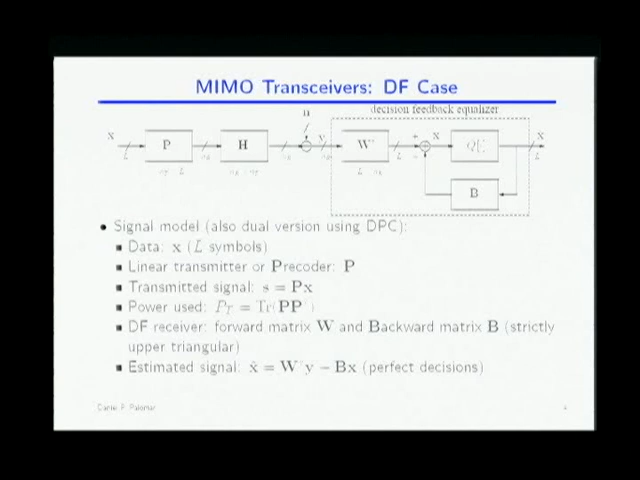 MIMO Transceivers: DF Case
decision feedback equalizer
x P H n y W x Q[·] x
L L L
B
• Signal model (also dual version using DPC):
■ Data: x (L symbols)
■ Linear transmitter or Precoder: P
■ Transmitted signal: s = Px
■ Power used: P_T = Tr(PP )
■ DF receiver: forward matrix W and Backward matrix B (strictly
upper triangular)
■ Estimated signal: x̂ = W y − Bx (perfect decisions)
Daniel P. Palomar
4